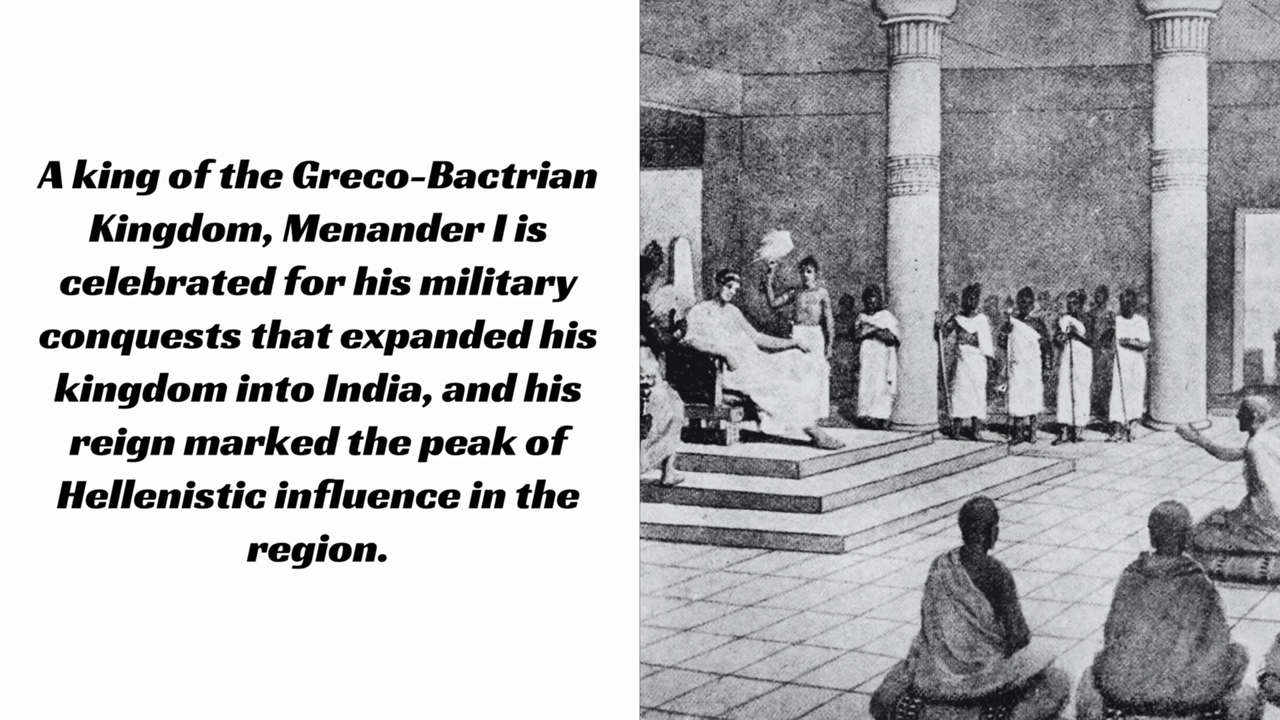 A king of the Greco-Bactrian
Kingdom, Menander I is
celebrated for his military
conquests that expanded his
kingdom into India, and his
reign marked the peak of
Hellenistic influence in the
region.